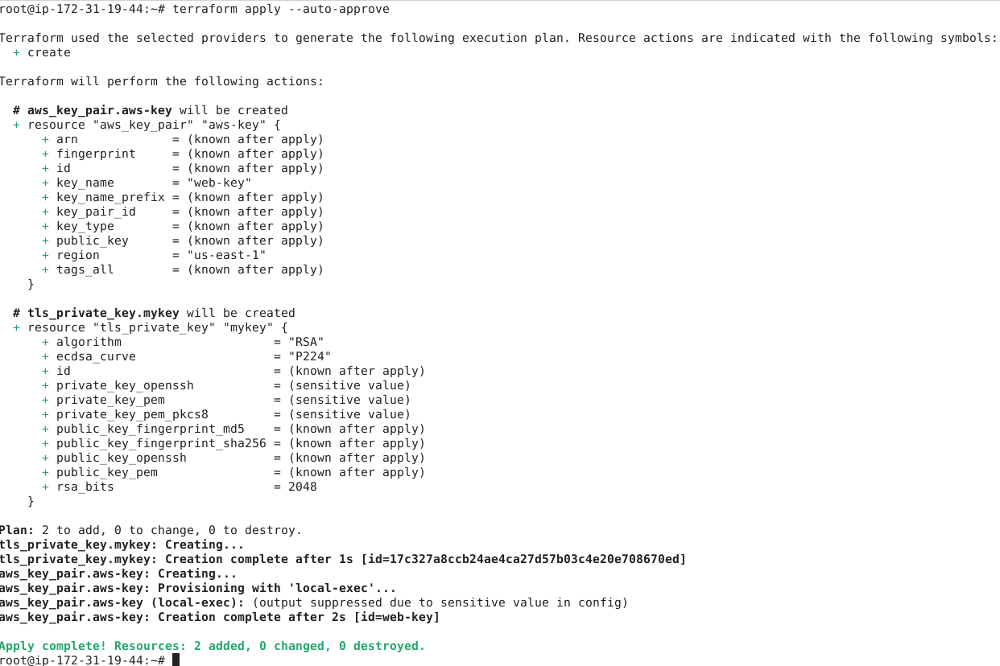 root@ip-172-31-19-44:~# terraform apply --auto-approve
Terraform used the selected providers to generate the following execution plan. Resource actions are indicated with the following symbols:
  + create
Terraform will perform the following actions:
  # aws_key_pair.aws-key will be created
  + resource "aws_key_pair" "aws-key" {
      + arn             = (known after apply)
      + fingerprint     = (known after apply)
      + id              = (known after apply)
      + key_name        = "web-key"
      + key_name_prefix = (known after apply)
      + key_pair_id     = (known after apply)
      + key_type        = (known after apply)
      + public_key      = (known after apply)
      + region          = "us-east-1"
      + tags_all        = (known after apply)
    }
  # tls_private_key.mykey will be created
  + resource "tls_private_key" "mykey" {
      + algorithm                     = "RSA"
      + ecdsa_curve                   = "P224"
      + id                            = (known after apply)
      + private_key_openssh           = (sensitive value)
      + private_key_pem               = (sensitive value)
      + private_key_pem_pkcs8         = (sensitive value)
      + public_key_fingerprint_md5    = (known after apply)
      + public_key_fingerprint_sha256 = (known after apply)
      + public_key_openssh            = (known after apply)
      + public_key_pem                = (known after apply)
      + rsa_bits                      = 2048
    }
Plan: 2 to add, 0 to change, 0 to destroy.
tls_private_key.mykey: Creating...
tls_private_key.mykey: Creation complete after 1s [id=17c327a8ccb24ae4ca27d57b03c4e20e708670ed]
aws_key_pair.aws-key: Creating...
aws_key_pair.aws-key: Provisioning with 'local-exec'...
aws_key_pair.aws-key (local-exec): (output suppressed due to sensitive value in config)
aws_key_pair.aws-key: Creation complete after 2s [id=web-key]
Apply complete! Resources: 2 added, 0 changed, 0 destroyed.
root@ip-172-31-19-44:~#